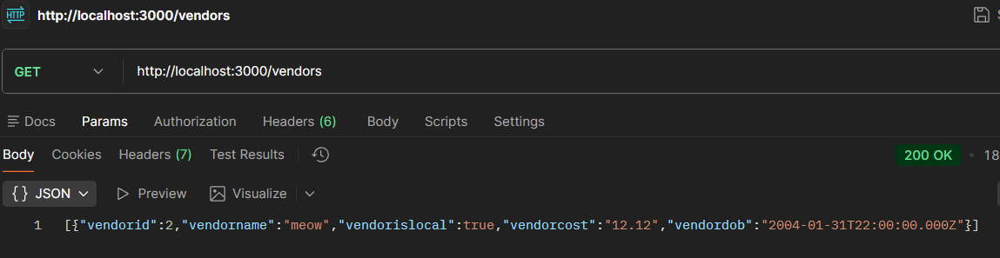 HTTP http://localhost:3000/vendors
GET http://localhost:3000/vendors
Docs Params Authorization Headers (6) Body Scripts Settings
Body Cookies Headers (7) Test Results 200 OK • 18
{} JSON Preview Visualize
1 [{"vendorid":2,"vendorname":"meow","vendorislocal":true,"vendorcost":"12.12","vendordob":"2004-01-31T22:00:00.000Z"}]